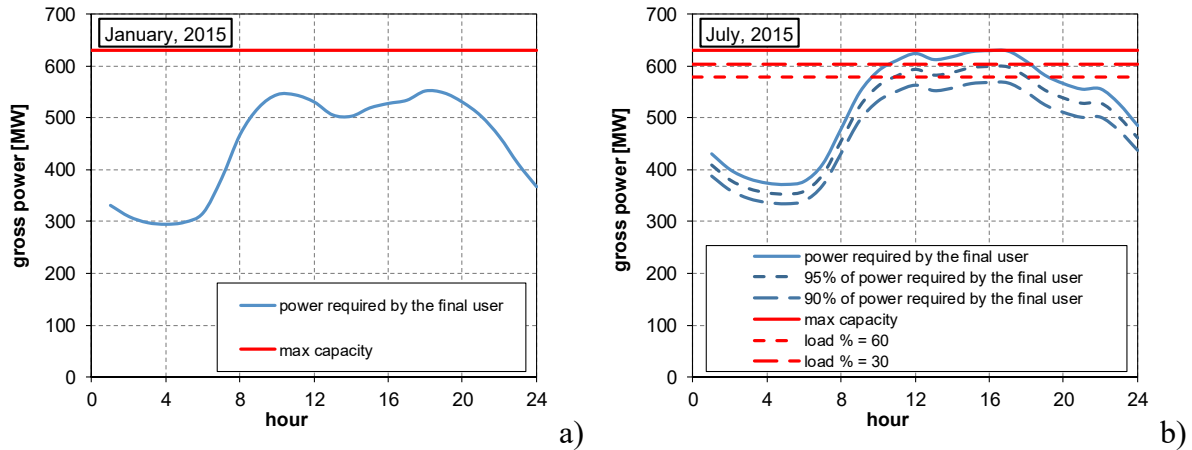 January, 2015
gross power [MW]
700
600
500
400
300
200
100
0
power required by the final user
max capacity
0 4 8 12 16 20 24
hour
a)
July, 2015
gross power [MW]
700
600
500
400
300
200
100
0
power required by the final user
95% of power required by the final user
90% of power required by the final user
max capacity
load % = 60
load % = 30
0 4 8 12 16 20 24
hour
b)